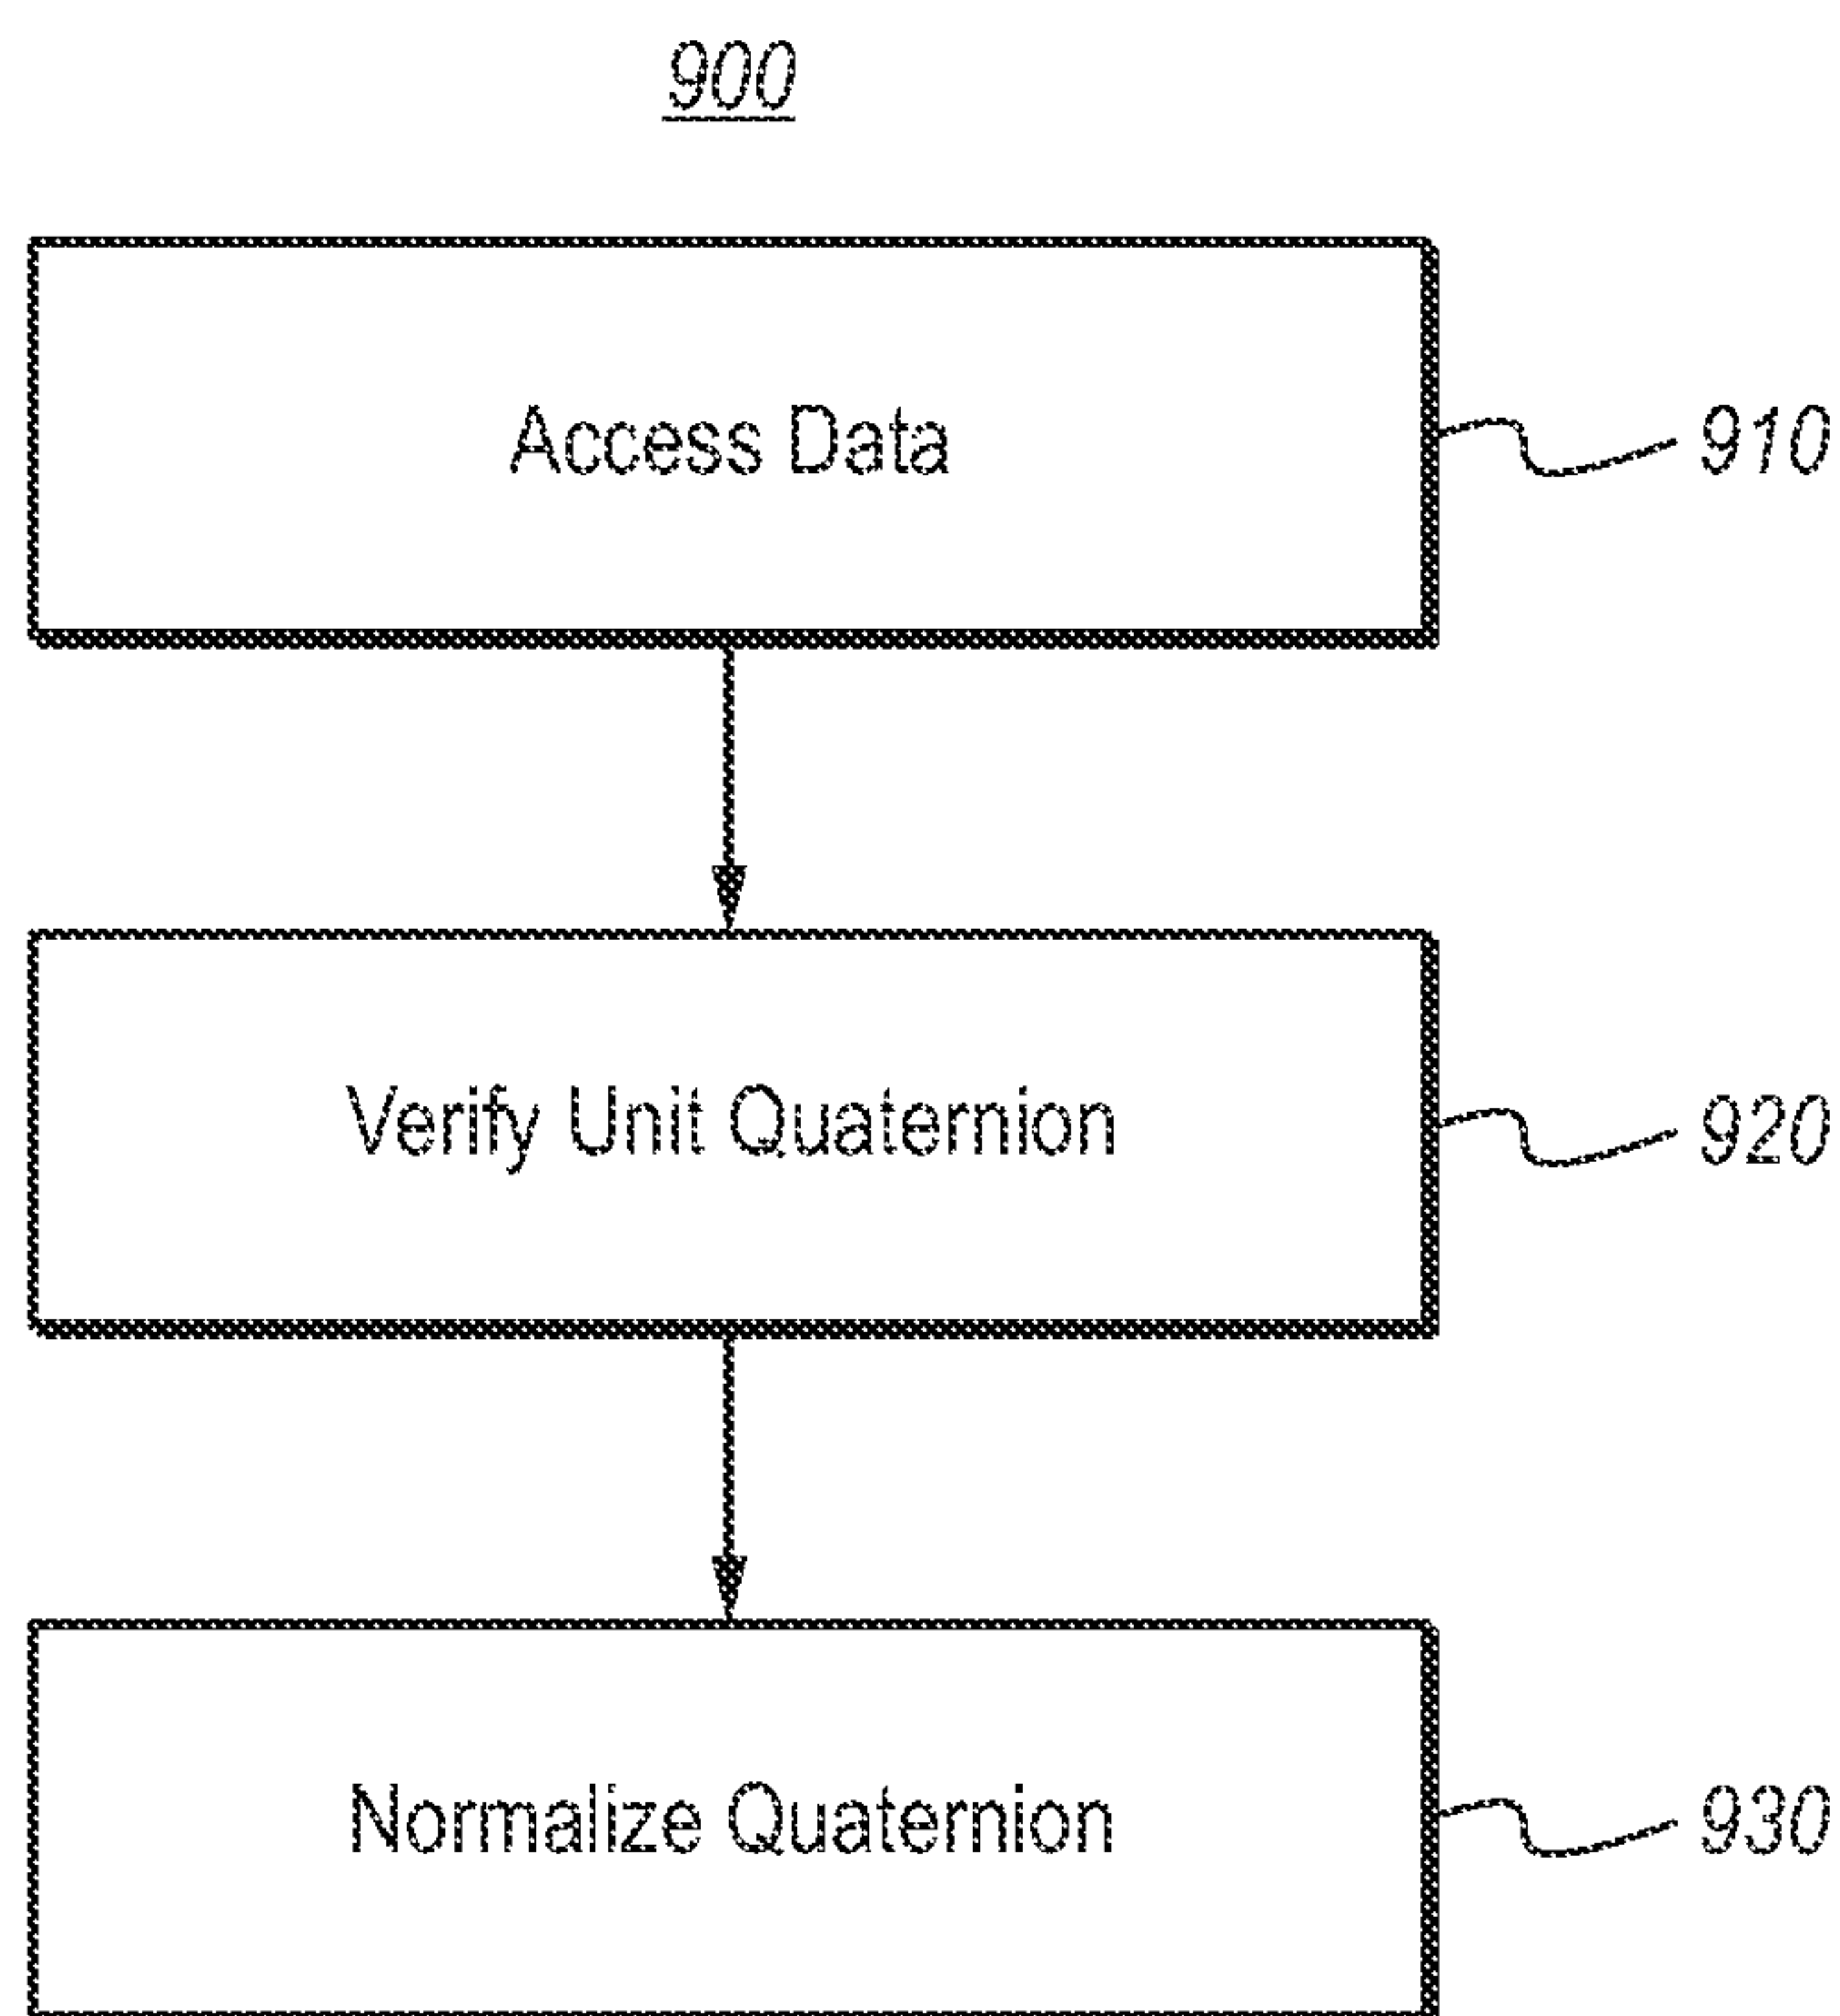 900
Access Data
910
Verify Unit Quaternion
920
Normalize Quaternion
930